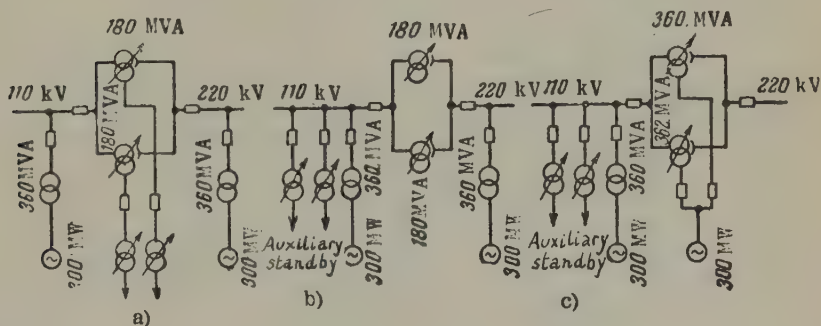 180 MVA
110 kV
180 MVA
220 kV
360 MVA
360 MVA
300 MW
300 MW
a)
180 MVA
110 kV
220 kV
360 MVA
180 MVA
360 MVA
Auxiliary
standby
300 MW
300 MW
b)
360. MVA
110 kV
362 MVA
220 kV
360 MVA
Auxiliary
standby
300 MW
300 MW
c)